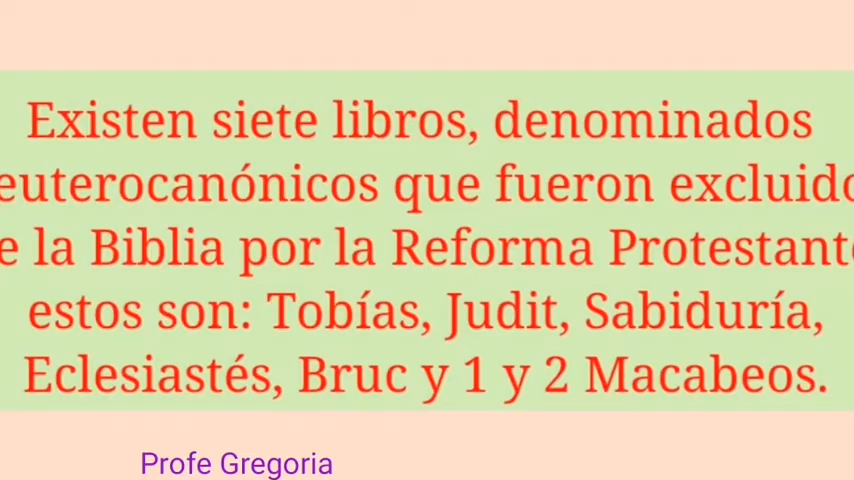 Existen siete libros, denominados
euterocanónicos que fueron excluido
e la Biblia por la Reforma Protestante
estos son: Tobías, Judit, Sabiduría,
Eclesiastés, Bruc y 1 y 2 Macabeos.
Profe Gregoria